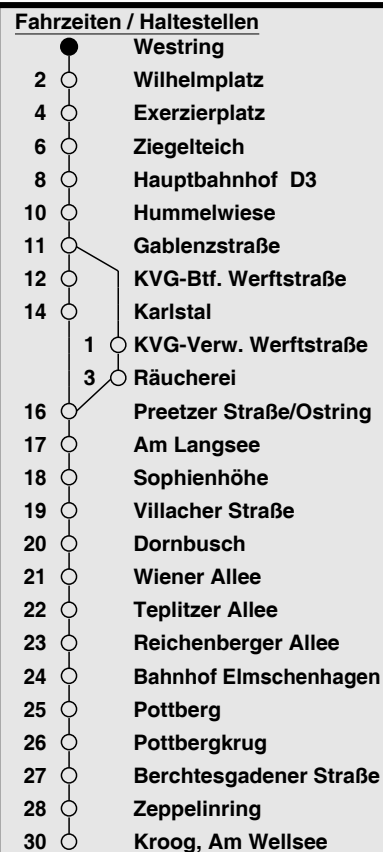 Fahrzeiten / Haltestellen
Westring
2 Wilhelmplatz
4 Exerzierplatz
6 Ziegelteich
8 Hauptbahnhof D3
10 Hummelwiese
11 Gablenzstraße
12 KVG-Btf. Werftstraße
14 Karlstal
1 KVG-Verw. Werftstraße
3 Räucherei
16 Preetzer Straße/Ostring
17 Am Langsee
18 Sophienhöhe
19 Villacher Straße
20 Dornbusch
21 Wiener Allee
22 Teplitzer Allee
23 Reichenberger Allee
24 Bahnhof Elmschenhagen
25 Pottberg
26 Pottbergkrug
27 Berchtesgadener Straße
28 Zeppelinring
30 Kroog, Am Wellsee